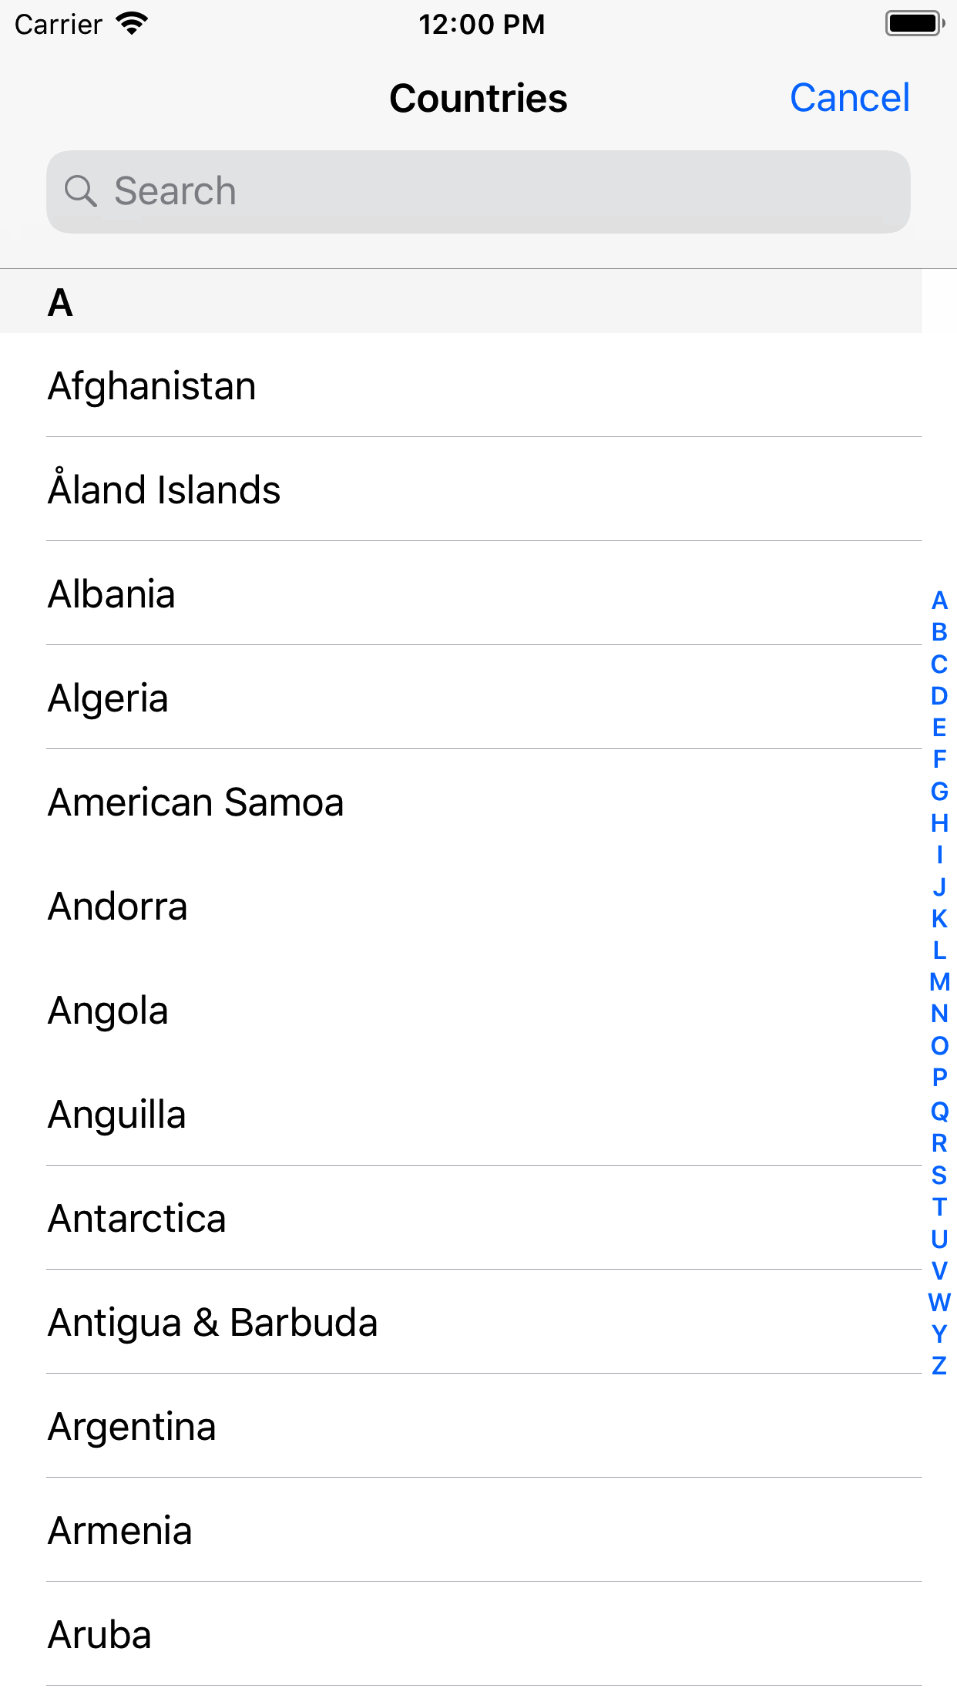 Carrier 12:00 PM
Countries Cancel
Search
A
Afghanistan
Åland Islands
Albania
Algeria
American Samoa
Andorra
Angola
Anguilla
Antarctica
Antigua & Barbuda
Argentina
Armenia
Aruba
A
B
C
D
E
F
G
H
I
J
K
L
M
N
O
P
Q
R
S
T
U
V
W
Y
Z